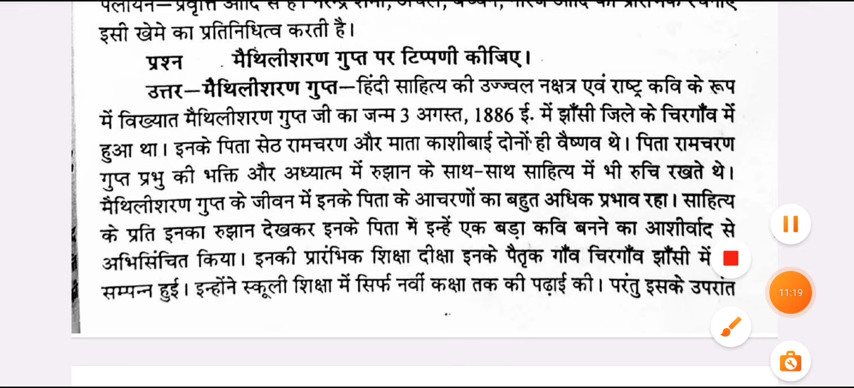 इसी खेमे का प्रतिनिधित्व करती है।
प्रश्न . मैथिलीशरण गुप्त पर टिप्पणी कीजिए।
उत्तर–मैथिलीशरण गुप्त–हिंदी साहित्य की उज्ज्वल नक्षत्र एवं राष्ट्र कवि के रूप
में विख्यात मैथिलीशरण गुप्त जी का जन्म 3 अगस्त, 1886 ई. में झाँसी जिले के चिरगाँव में
हुआ था। इनके पिता सेठ रामचरण और माता काशीबाई दोनों ही वैष्णव थे। पिता रामचरण
गुप्त प्रभु की भक्ति और अध्यात्म में रुझान के साथ-साथ साहित्य में भी रुचि रखते थे।
मैथिलीशरण गुप्त के जीवन में इनके पिता के आचरणों का बहुत अधिक प्रभाव रहा। साहित्य
के प्रति इनका रुझान देखकर इनके पिता ने इन्हें एक बड़ा कवि बनने का आशीर्वाद से
अभिसिंचित किया। इनकी प्रारंभिक शिक्षा दीक्षा इनके पैतृक गाँव चिरगाँव झाँसी में
सम्पन्न हुई। इन्होंने स्कूली शिक्षा में सिर्फ नवीं कक्षा तक की पढ़ाई की। परंतु इसके उपरांत
11:19